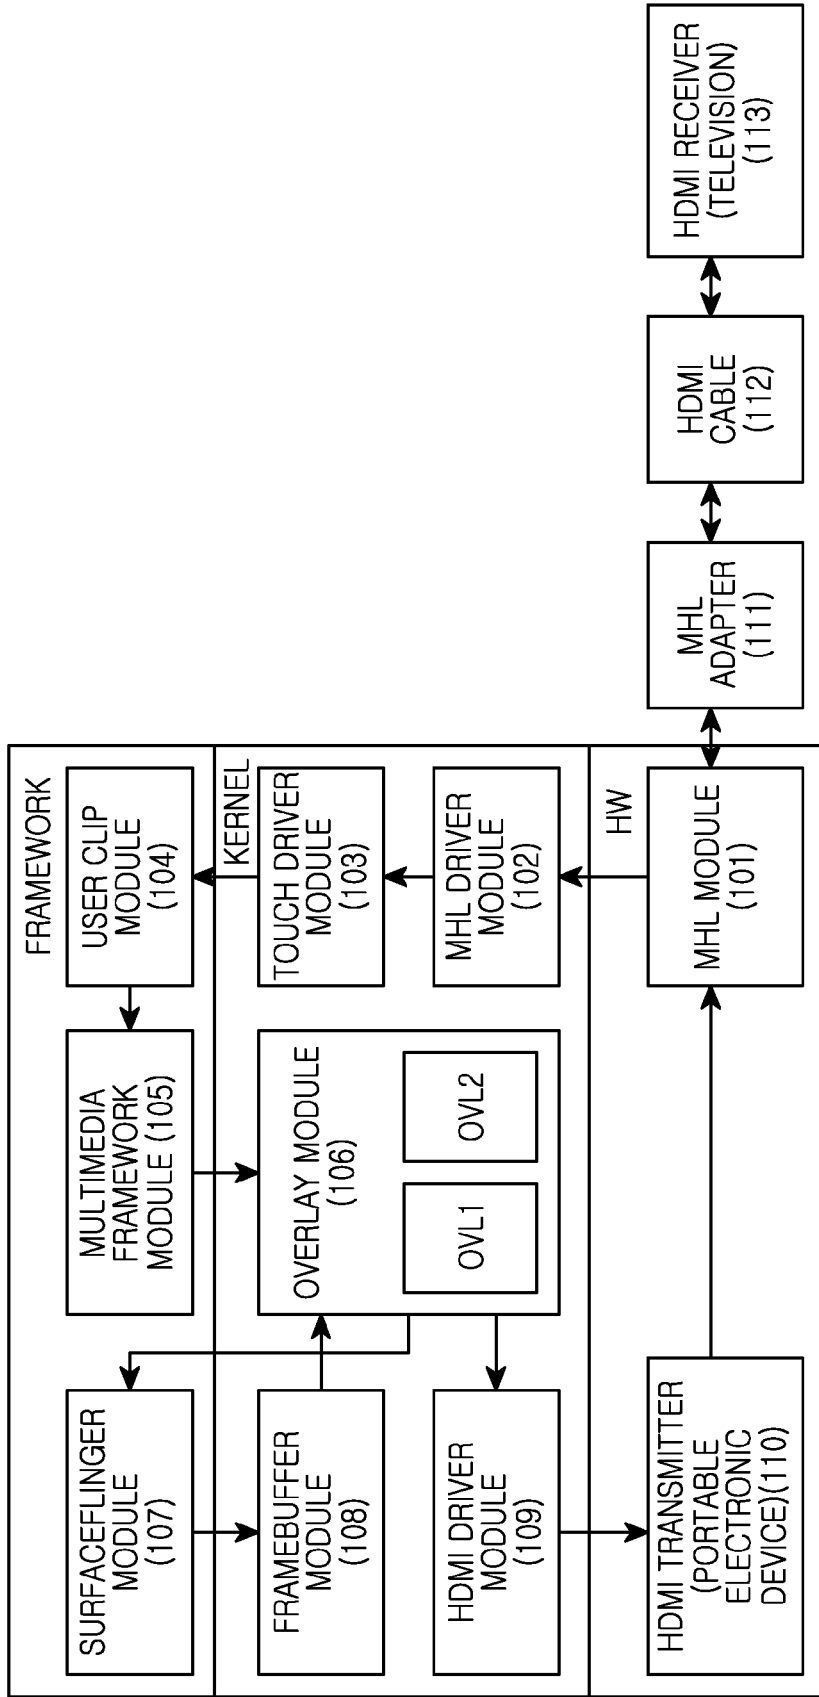 FRAMEWORK
SURFACEFLINGER
MODULE
(107)
MULTIMEDIA
FRAMEWORK
MODULE (105)
USER CLIP
MODULE
(104)
KERNEL
FRAMEBUFFER
MODULE
(108)
OVERLAY MODULE
(106)
OVL1
OVL2
TOUCH DRIVER
MODULE
(103)
HDMI DRIVER
MODULE
(109)
MHL DRIVER
MODULE
(102)
HW
HDMI TRANSMITTER
(PORTABLE
ELECTRONIC
DEVICE)(110)
MHL MODULE
(101)
MHL
ADAPTER
(111)
HDMI
CABLE
(112)
HDMI RECEIVER
(TELEVISION)
(113)